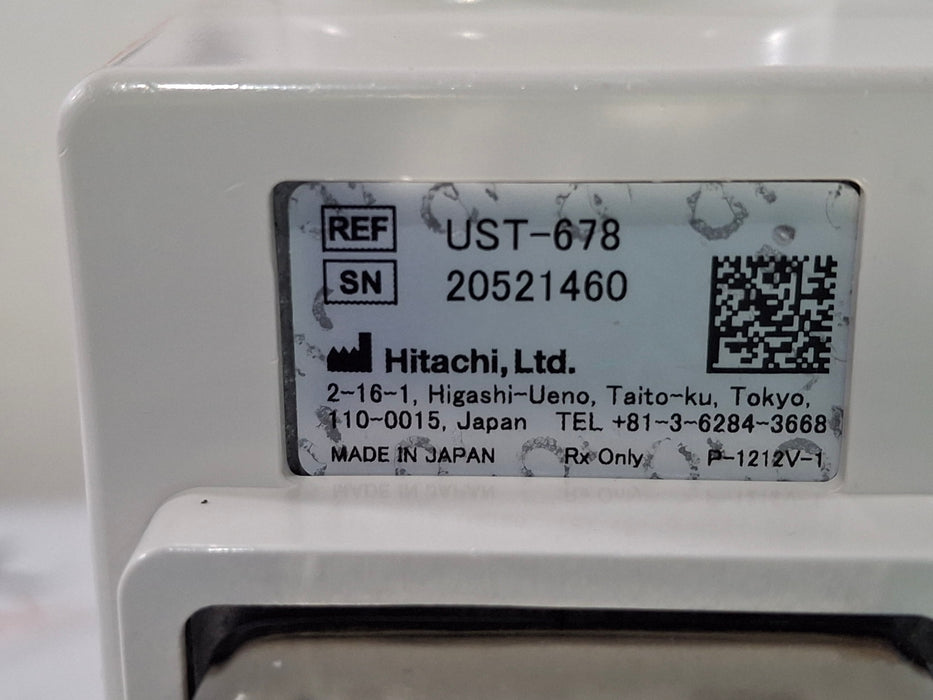 REF UST-678
SN 20521460
Hitachi, Ltd.
2-16-1, Higashi-Ueno, Taito-ku, Tokyo,
110-0015, Japan TEL +81-3-6284-3668
MADE IN JAPAN Rx Only P-1212V-1